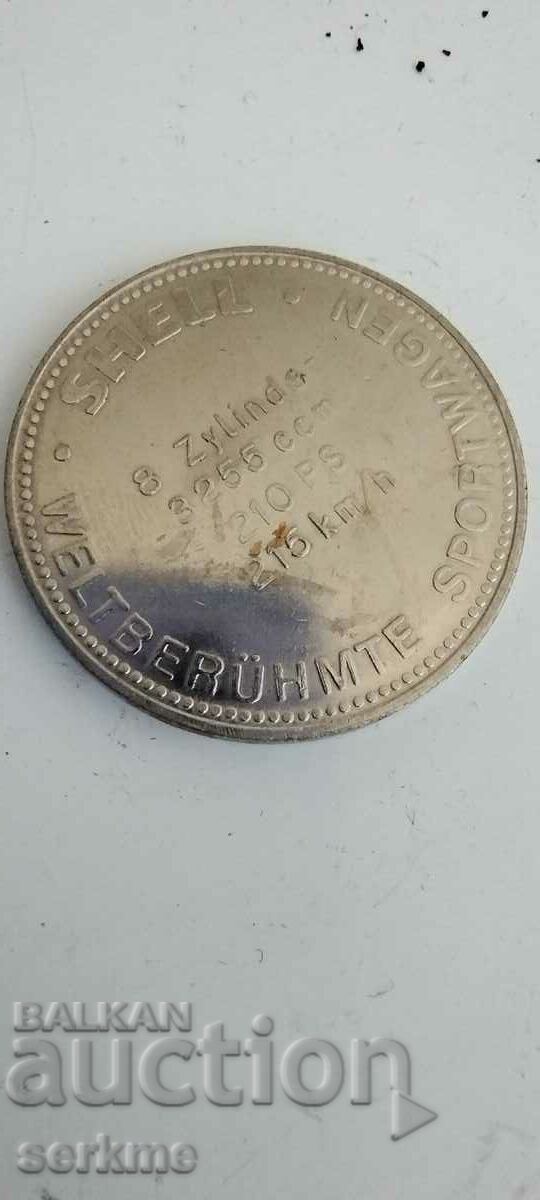 SHELL · WELTBERÜHMTE SPORTWAGEN ·
8 Zylinder
3255 ccm
210 PS
215 km/h
BALKAN
auction
serkme